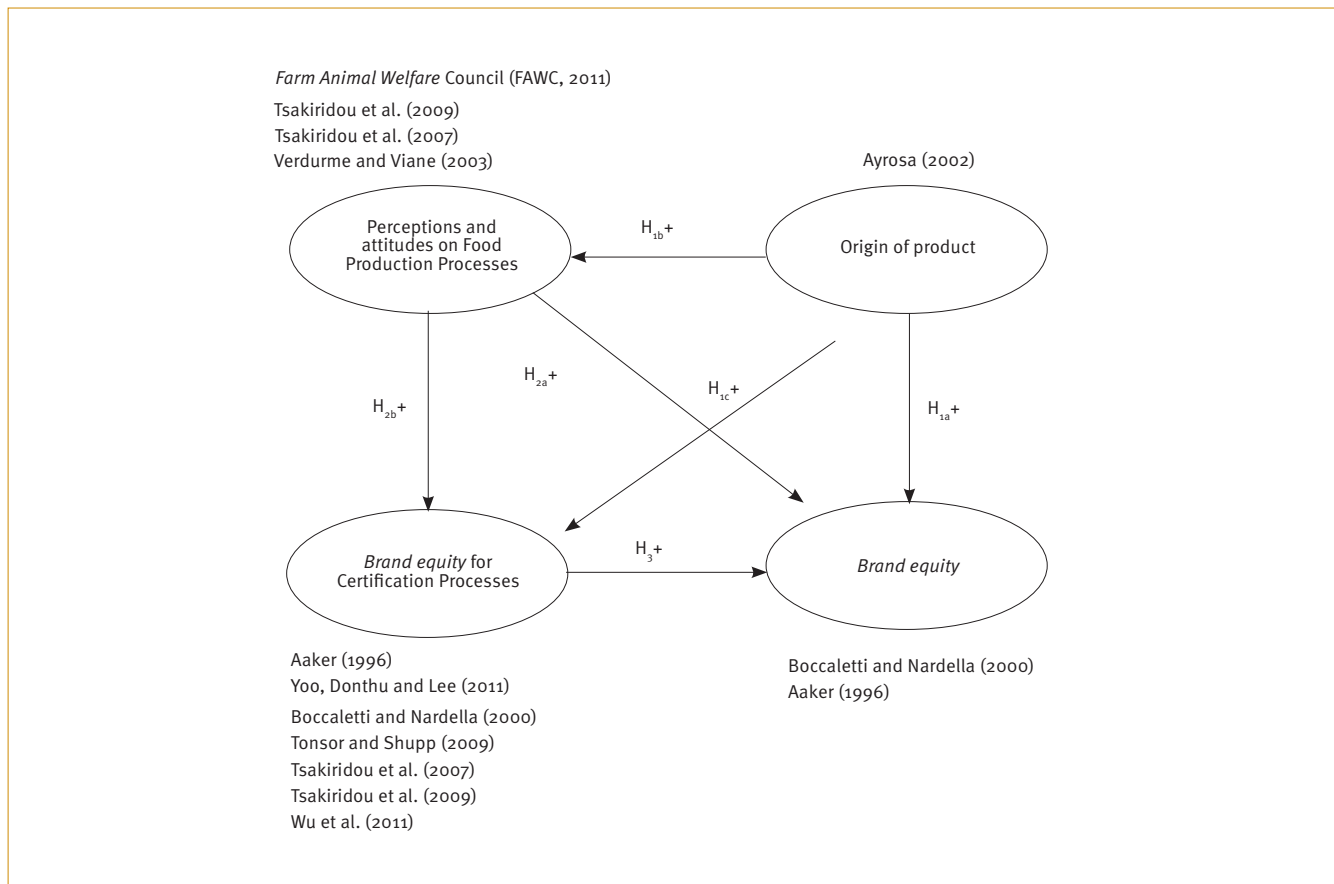 Farm Animal Welfare Council (FAWC, 2011)
Tsakiridou et al. (2009)
Tsakiridou et al. (2007)
Verdurme and Viane (2003)
Ayrosa (2002)
Perceptions and
attitudes on Food
Production Processes
H1b+
Origin of product
H2a+
H1c+
H2b+
H1a+
Brand equity for
Certification Processes
H3+
Brand equity
Aaker (1996)
Yoo, Donthu and Lee (2011)
Boccaletti and Nardella (2000)
Tonsor and Shupp (2009)
Tsakiridou et al. (2007)
Tsakiridou et al. (2009)
Wu et al. (2011)
Boccaletti and Nardella (2000)
Aaker (1996)